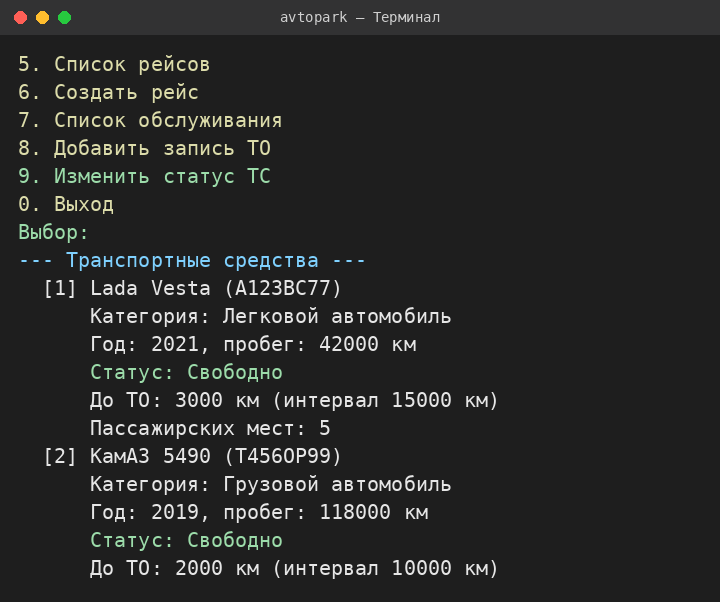 avtopark — Терминал
5. Список рейсов
6. Создать рейс
7. Список обслуживания
8. Добавить запись ТО
9. Изменить статус ТС
0. Выход
Выбор:
--- Транспортные средства ---
[1] Lada Vesta (А123ВС77)
Категория: Легковой автомобиль
Год: 2021, пробег: 42000 км
Статус: Свободно
До ТО: 3000 км (интервал 15000 км)
Пассажирских мест: 5
[2] КамАЗ 5490 (Т456ОР99)
Категория: Грузовой автомобиль
Год: 2019, пробег: 118000 км
Статус: Свободно
До ТО: 2000 км (интервал 10000 км)